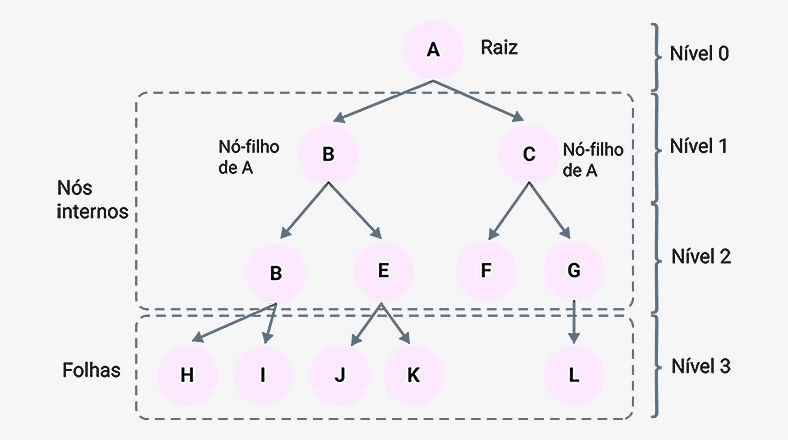 A
Raiz
Nível 0
Nó-filho
de A
B
C
Nó-filho
de A
Nível 1
Nós
internos
B
E
F
G
Nível 2
Folhas
H
I
J
K
L
Nível 3